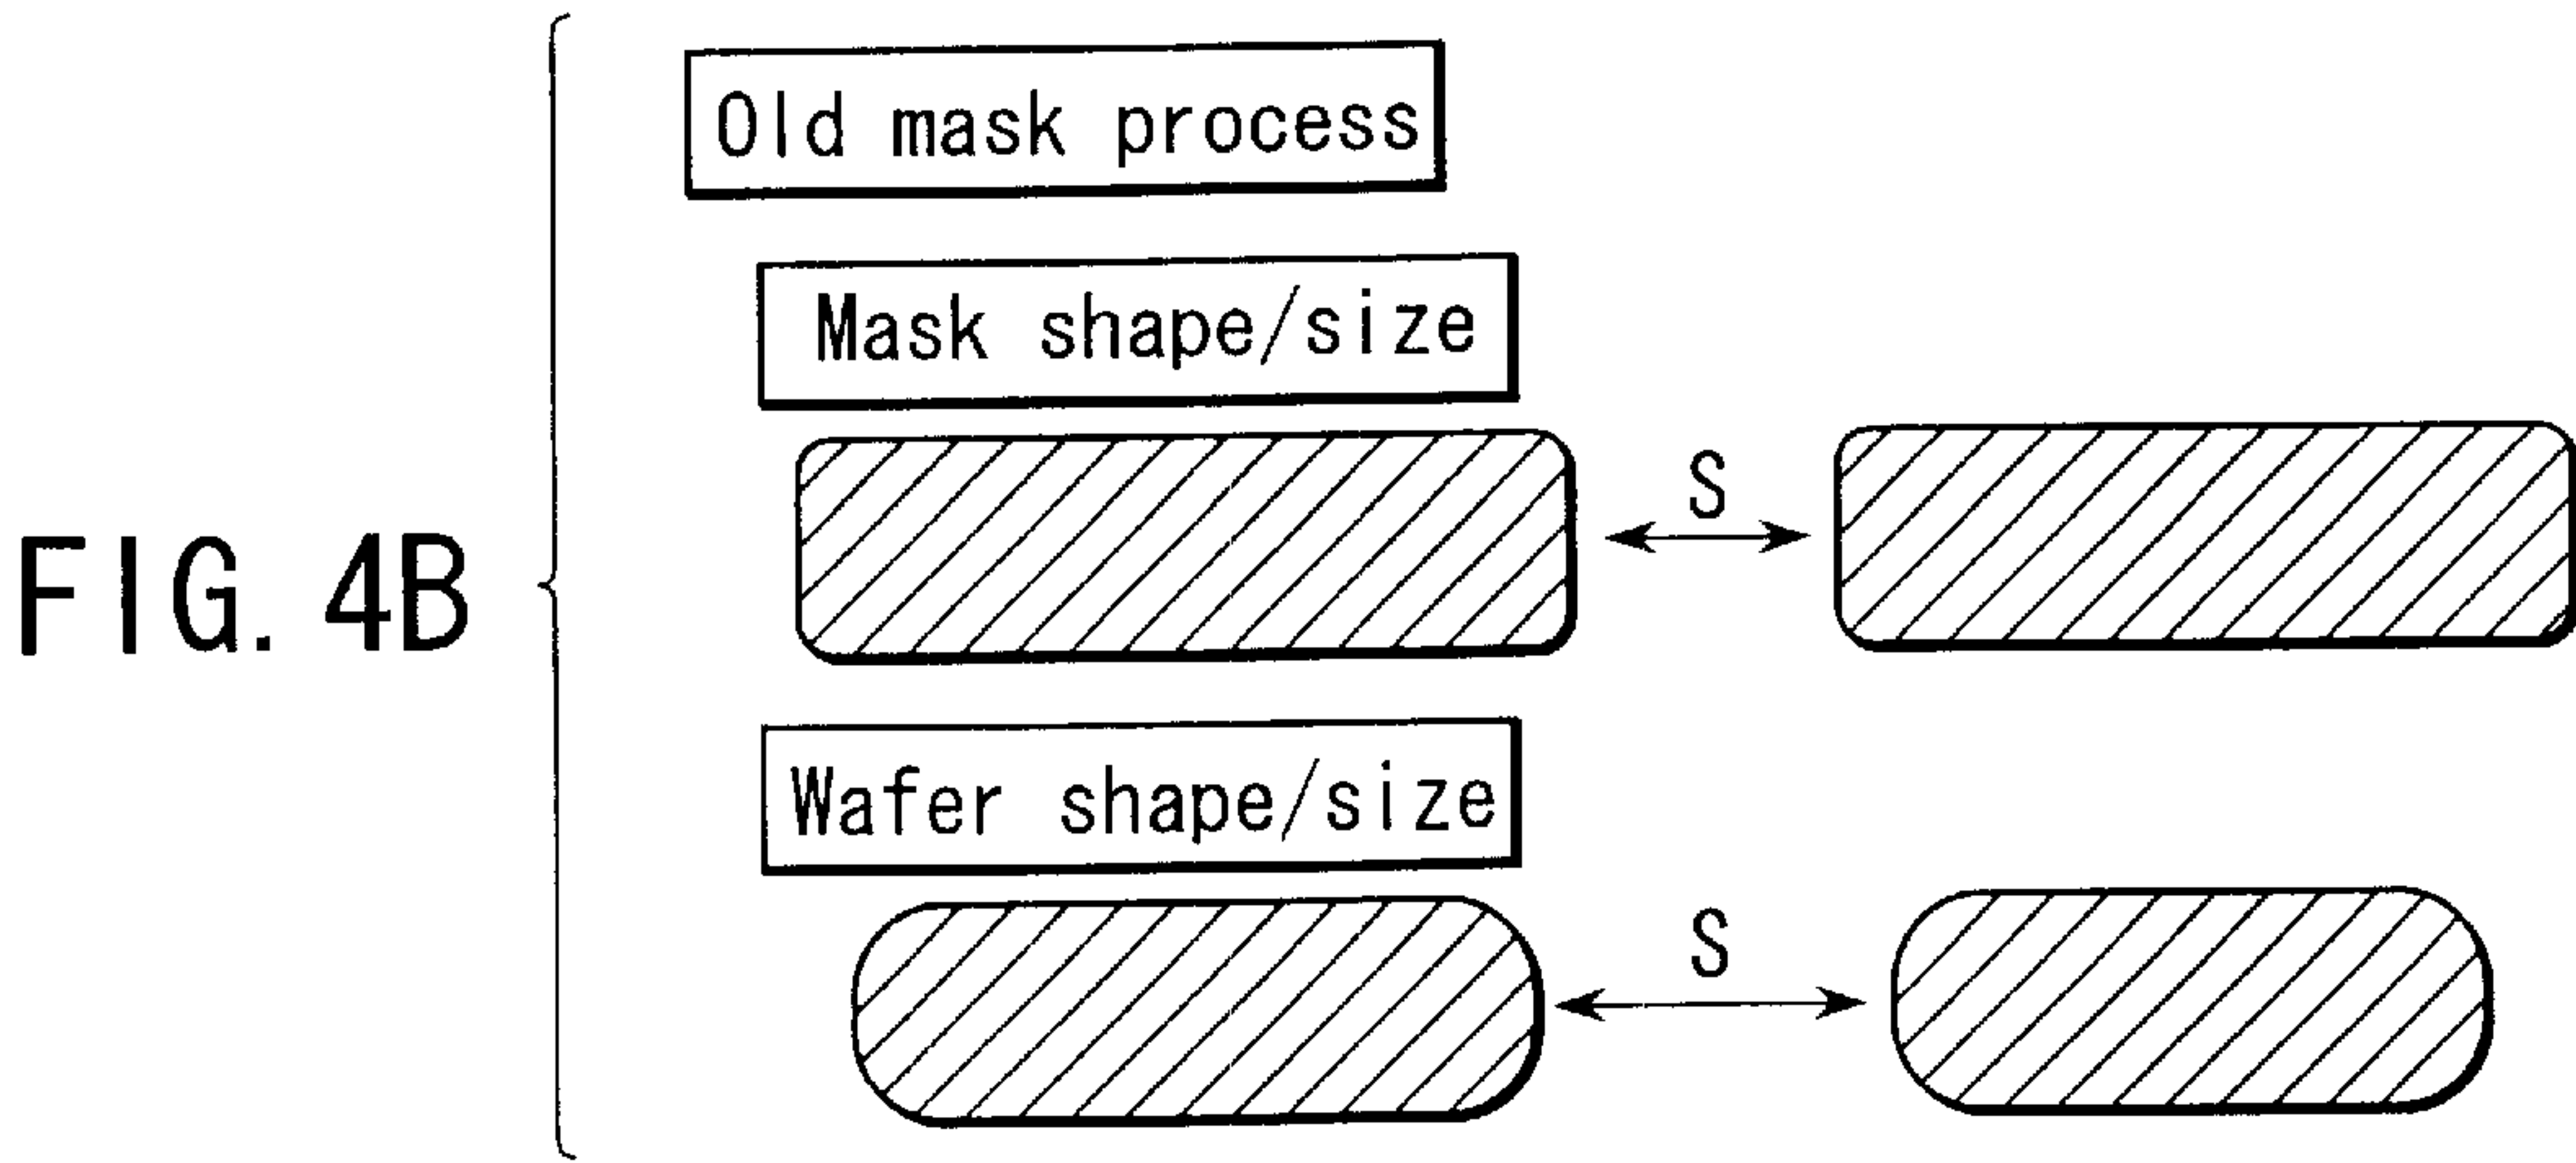 FIG. 4B
Old mask process
Mask shape/size
S
Wafer shape/size
S